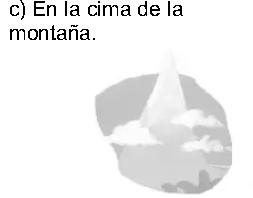 c) En la cima de la
montaña.